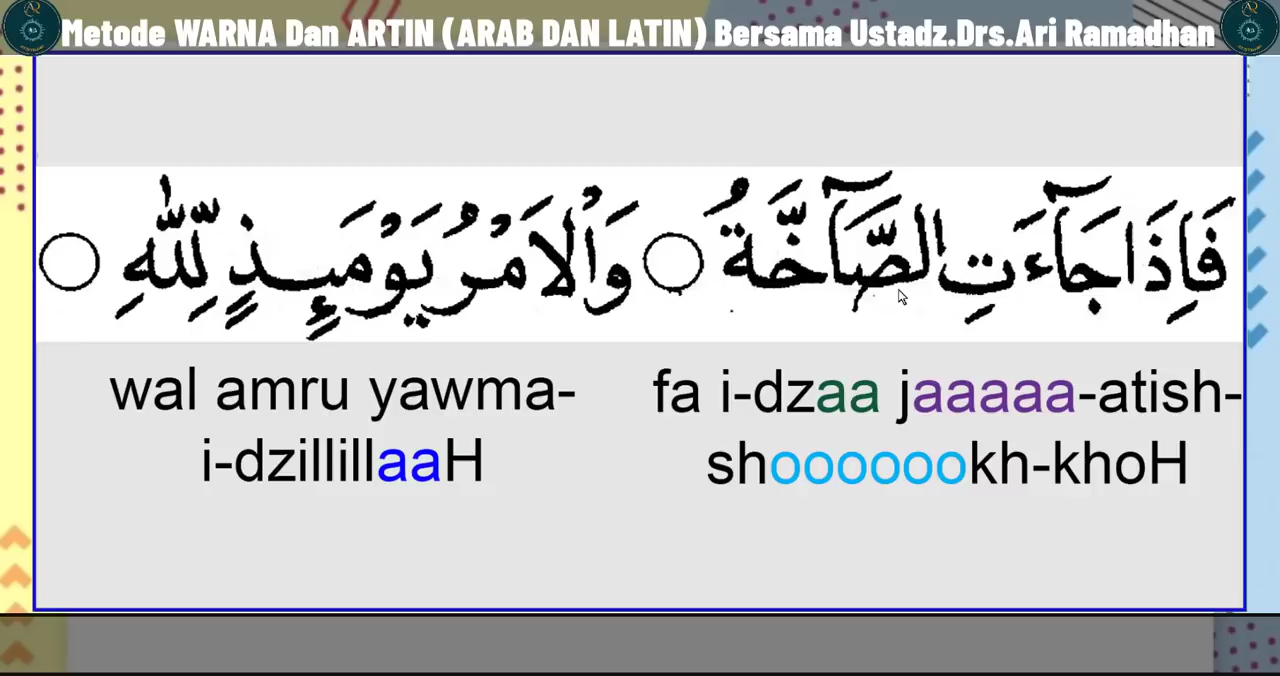 Metode WARNA Dan ARTIN (ARAB DAN LATIN) Bersama Ustadz.Drs.Ari Ramadhan
فَاِذَا جَآءَتِ الصَّآخَّةُ ۝ وَالْاَمْرُ يَوْمَىِٕذٍ لِّلّٰهِ ۝
fa i-dzaa jaaaaa-atish-
shooooookh-khoH
wal amru yawma-
i-dzillillaaH